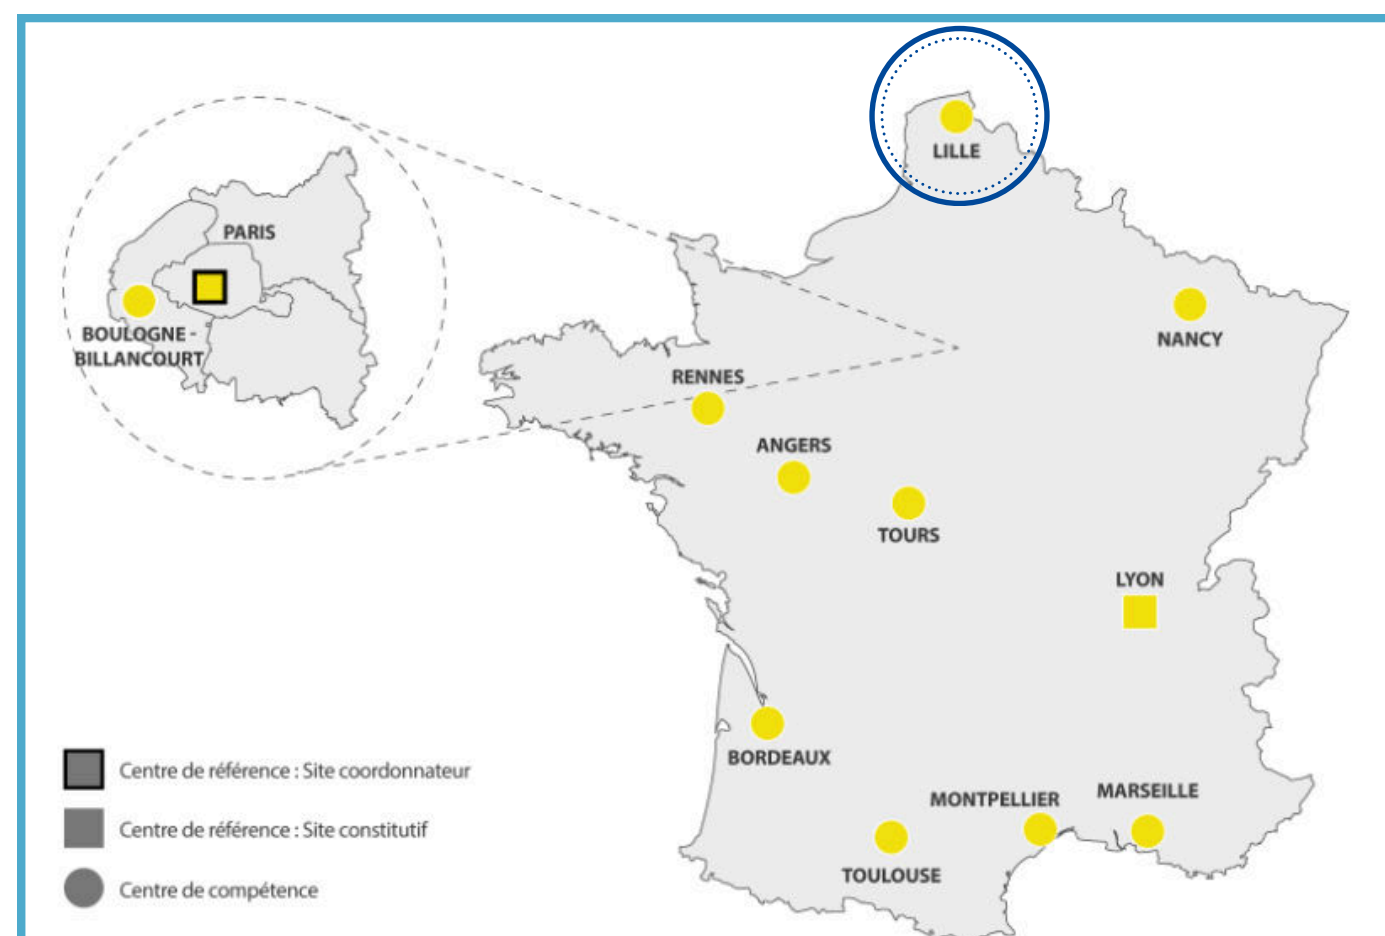 LILLE
PARIS
BOULOGNE -
BILLANCOURT
NANCY
RENNES
ANGERS
TOURS
LYON
BORDEAUX
MONTPELLIER
MARSEILLE
TOULOUSE
Centre de référence : Site coordonnateur
Centre de référence : Site constitutif
Centre de compétence